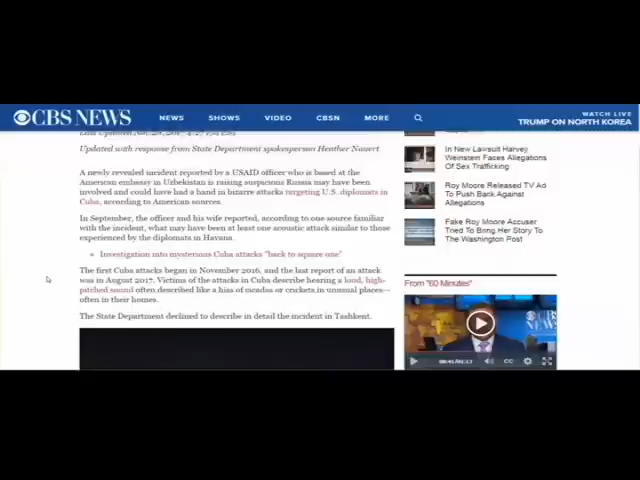 CBS NEWS
NEWS SHOWS VIDEO CBSN MORE
WATCH LIVE
TRUMP ON NORTH KOREA
Updated with response from State Department spokesperson Heather Nauert
A newly revealed incident reported by a USAID officer who is based at the
American embassy in Uzbekistan is raising suspicions Russia may have been
involved and could have had a hand in bizarre attacks targeting U.S. diplomats in
Cuba, according to American sources.
In September, the officer and his wife reported, according to one source familiar
with the incident, what may have been at least one acoustic attack similar to those
experienced by the diplomats in Havana.
Investigation into mysterious Cuba attacks "back to square one"
The first Cuba attacks began in November 2016, and the last report of an attack
was in August 2017. Victims of the attacks in Cuba describe hearing a loud, high-
patched sound often described like a hiss of cicadas or crickets in unusual places--
often in their homes.
The State Department declined to describe in detail the incident in Tashkent.
In New Lawsuit Harvey
Weinstein Faces Allegations
Of Sex Trafficking
Roy Moore Released TV Ad
To Push Back Against
Allegations
Fake Roy Moore Accuser
Tried To Bring Her Story To
The Washington Post
From "60 Minutes"
CBS
NEWS
CC